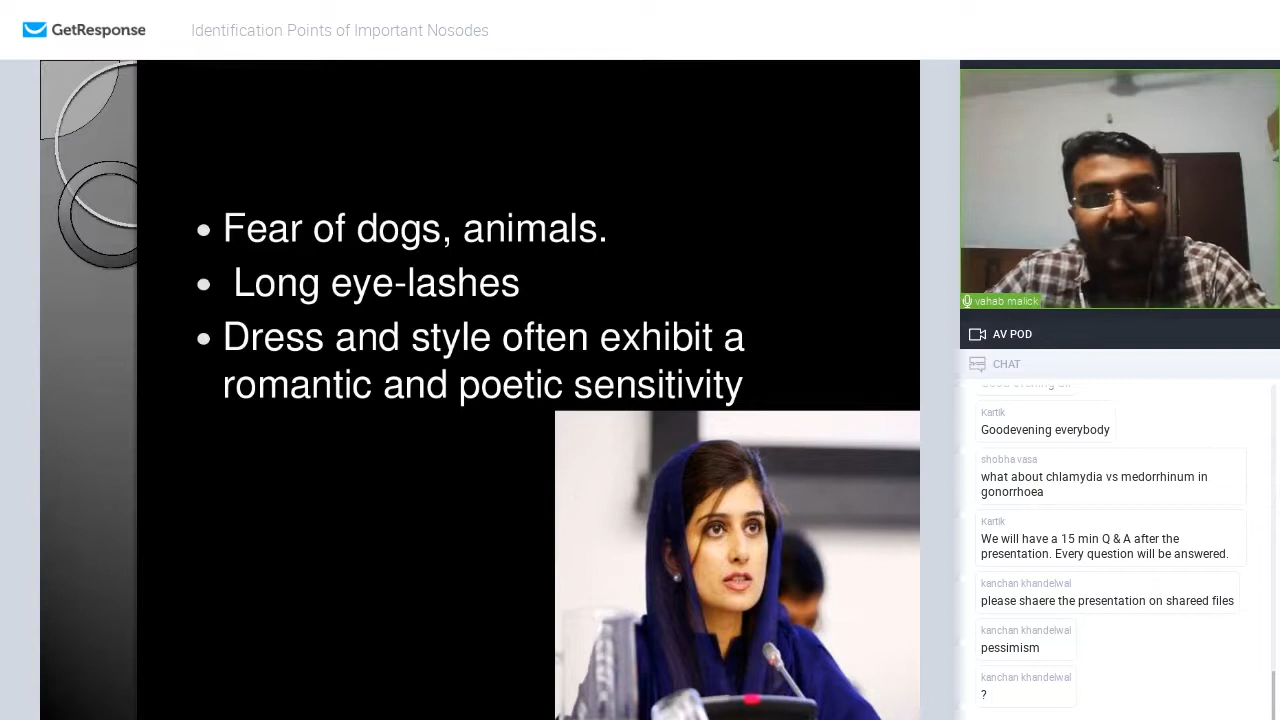 GetResponse
Identification Points of Important Nosodes
• Fear of dogs, animals.
• Long eye-lashes
• Dress and style often exhibit a
romantic and poetic sensitivity
vahab malick
AV POD
CHAT
Kartik
Goodevening everybody
shobha vasa
what about chlamydia vs medorrhinum in
gonorrhoea
Kartik
We will have a 15 min Q & A after the
presentation. Every question will be answered.
kanchan khandelwal
please shaere the presentation on shareed files
kanchan khandelwal
pessimism
kanchan khandelwal
?